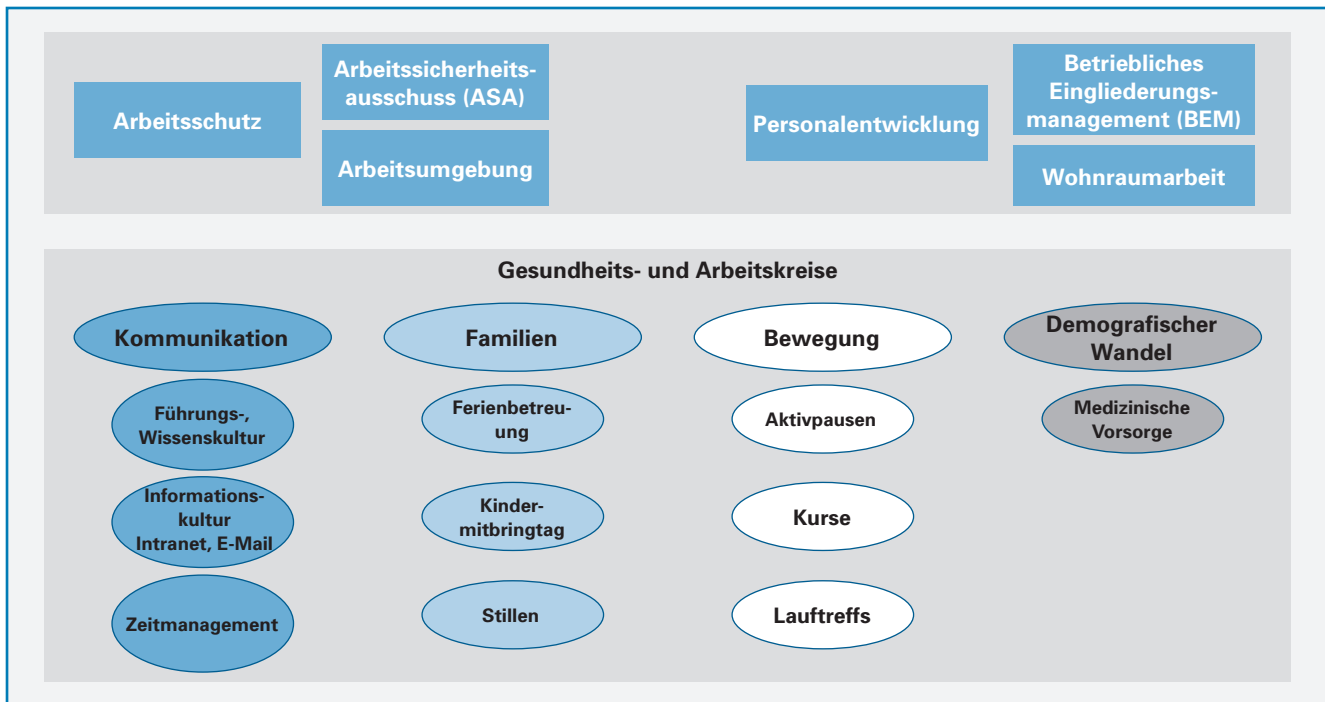 Arbeitsschutz
Arbeitssicherheits-
ausschuss (ASA)
Arbeitsumgebung
Personalentwicklung
Betriebliches
Eingliederungs-
management (BEM)
Wohnraumarbeit
Gesundheits- und Arbeitskreise
Kommunikation
Führungs-,
Wissenskultur
Informations-
kultur
Intranet, E-Mail
Zeitmanagement
Familien
Ferienbetreu-
ung
Kinder-
mitbringtag
Stillen
Bewegung
Aktivpausen
Kurse
Lauftreffs
Demografischer
Wandel
Medizinische
Vorsorge